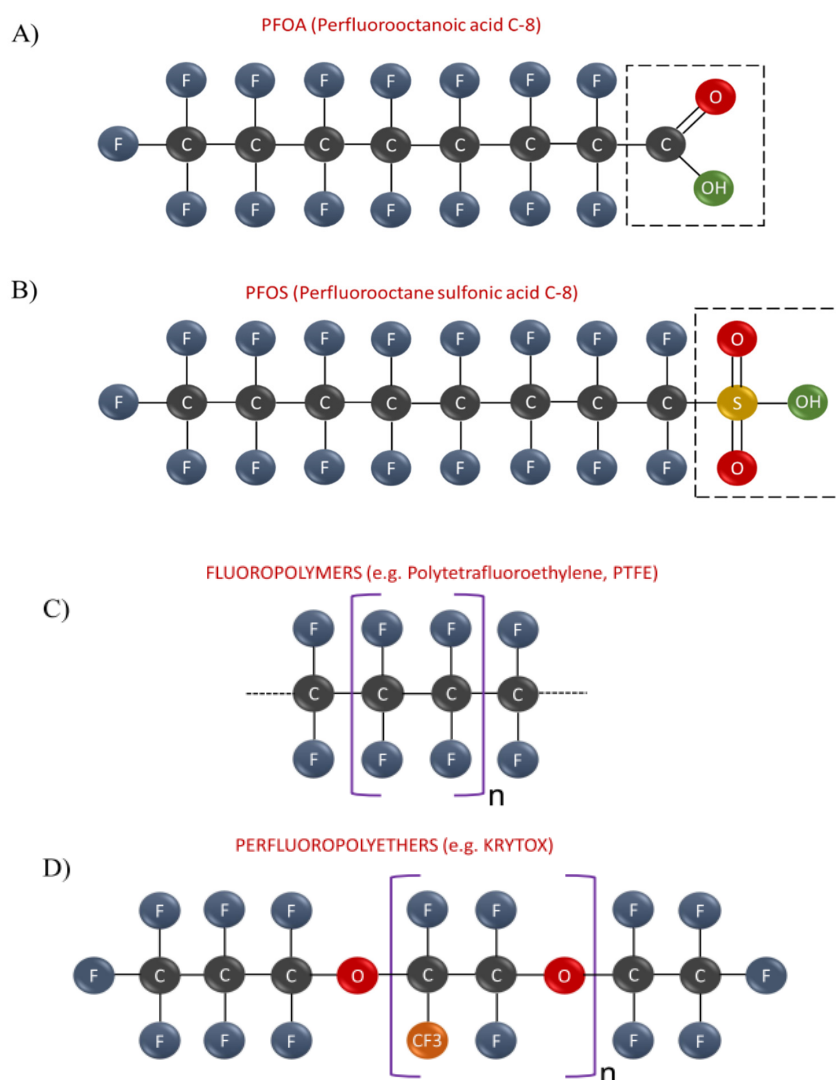 A)
PFOA (Perfluorooctanoic acid C-8)
F F F F F F F O
F C C C C C C C C
F F F F F F F OH
B)
PFOS (Perfluorooctane sulfonic acid C-8)
F F F F F F F F O
F C C C C C C C C S OH
F F F F F F F F O
FLUOROPOLYMERS (e.g. Polytetrafluoroethylene, PTFE)
C)
F F F F
C C C C
F F F F
n
PERFLUOROPOLYETHERS (e.g. KRYTOX)
D)
F F F F F F F
F C C C O C C O C C F
F F F CF3 F F F
n